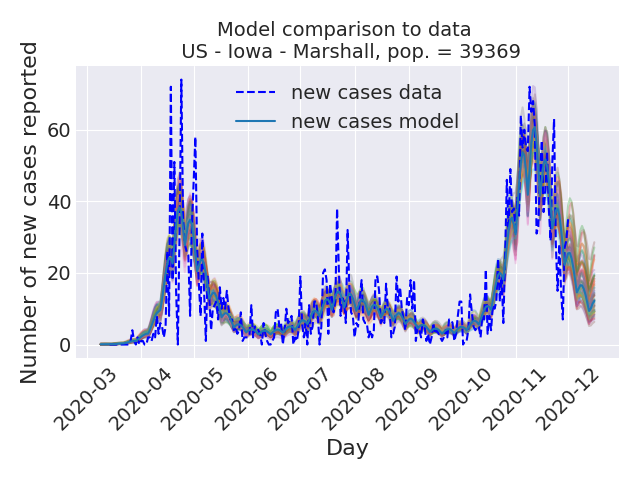 Model comparison to data
US - Iowa - Marshall, pop. = 39369
new cases data
new cases model
Number of new cases reported
60
40
20
0
2020-03
2020-04
2020-05
2020-06
2020-07
2020-08
2020-09
2020-10
2020-11
2020-12
Day